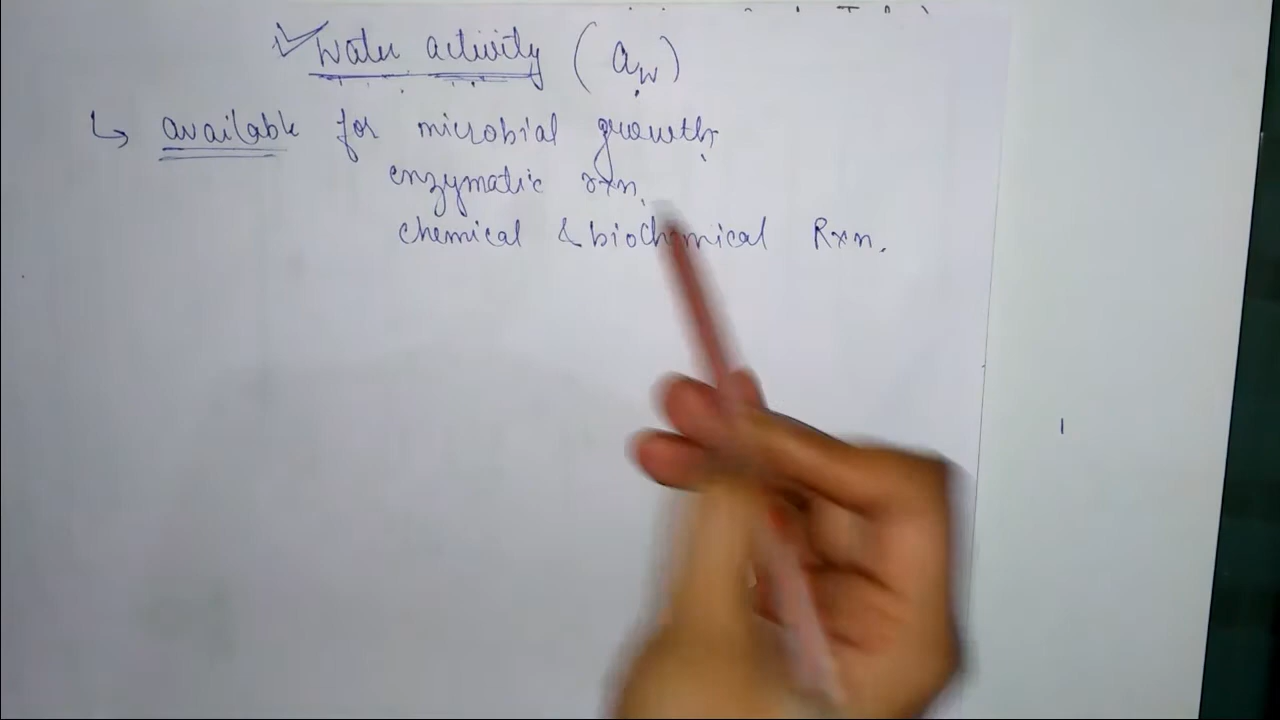 Water activity (aw)
↳ available for microbial growth,
enzymatic rxn,
chemical & biochemical Rxn.